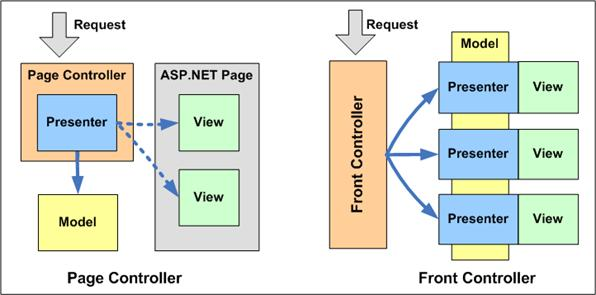 Request
Page Controller
Presenter
Model
ASP.NET Page
View
View
Page Controller
Request
Front Controller
Model
Presenter
View
Presenter
View
Presenter
View
Front Controller